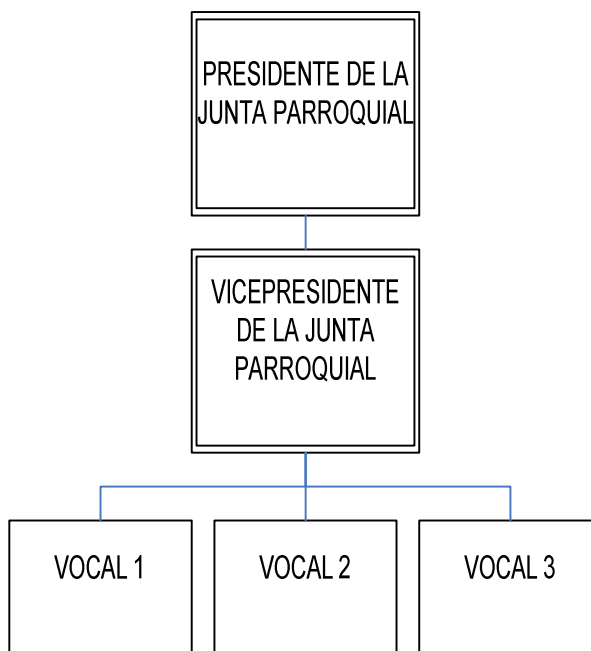 PRESIDENTE DE LA
JUNTA PARROQUIAL
VICEPRESIDENTE
DE LA JUNTA
PARROQUIAL
VOCAL 1
VOCAL 2
VOCAL 3